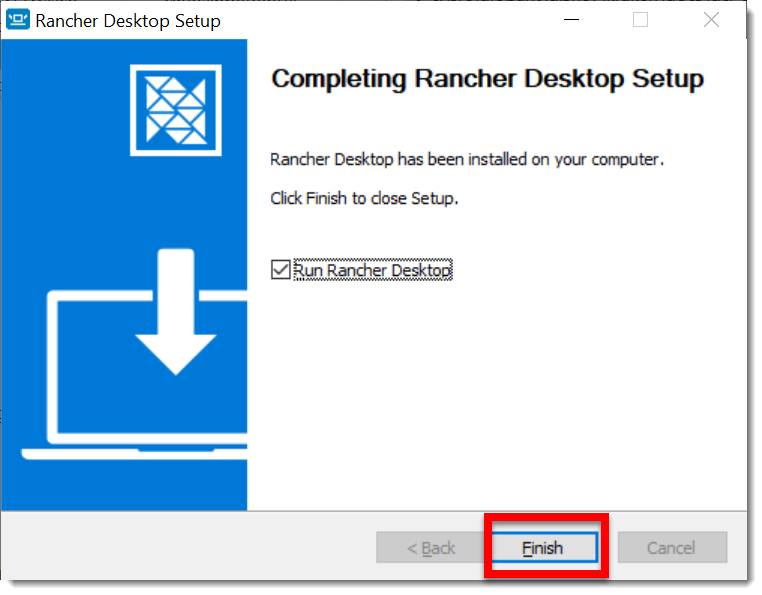 Rancher Desktop Setup
Completing Rancher Desktop Setup
Rancher Desktop has been installed on your computer.
Click Finish to close Setup.
Run Rancher Desktop
< Back
Finish
Cancel